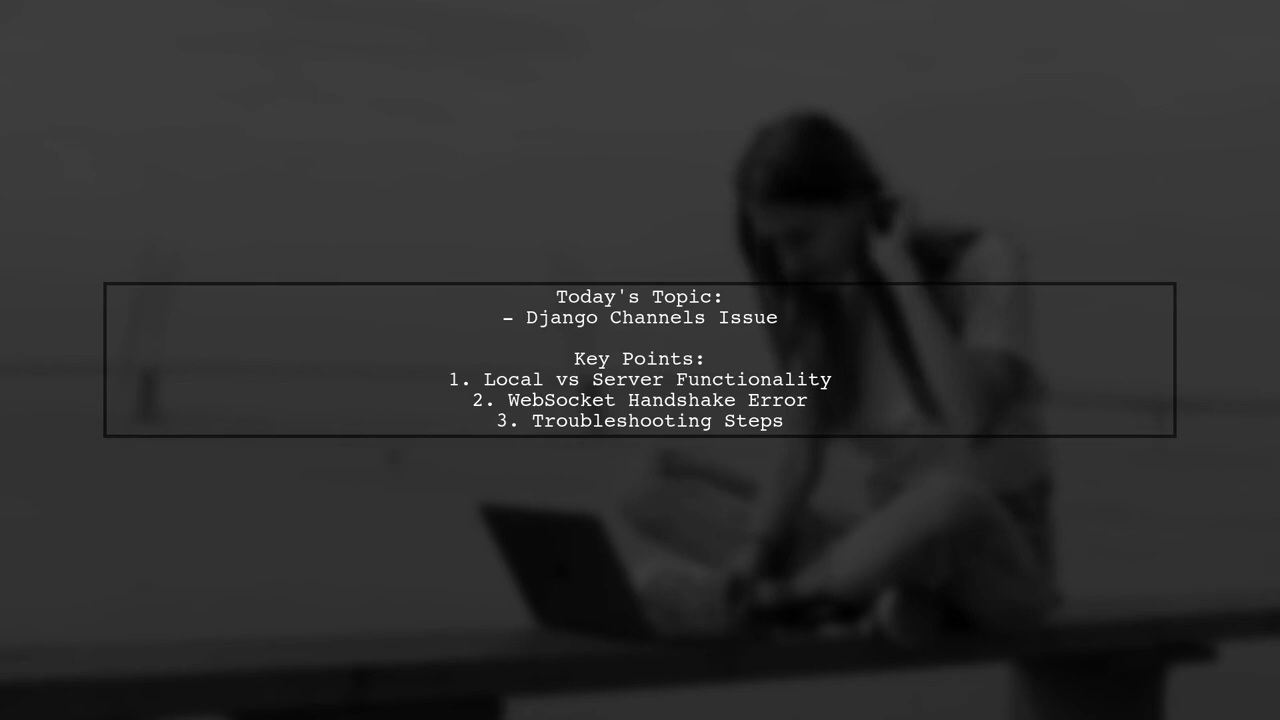 Today's Topic:
- Django Channels Issue
Key Points:
1. Local vs Server Functionality
2. WebSocket Handshake Error
3. Troubleshooting Steps